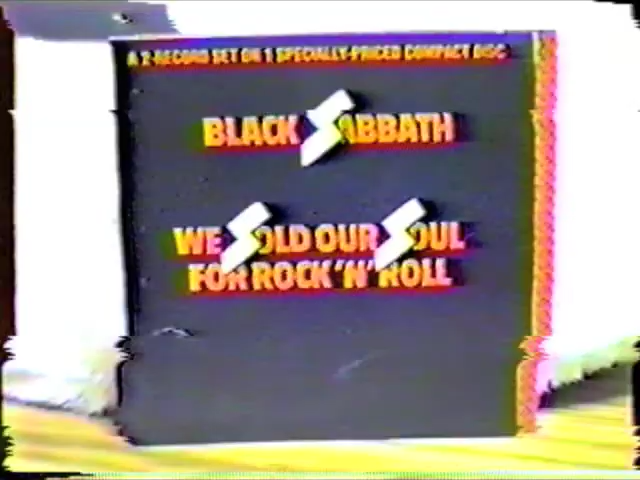 A 2-RECORD SET ON 1 SPECIALLY-PRICED COMPACT DISC
BLACK SABBATH
WE SOLD OUR SOUL
FOR ROCK 'N' ROLL